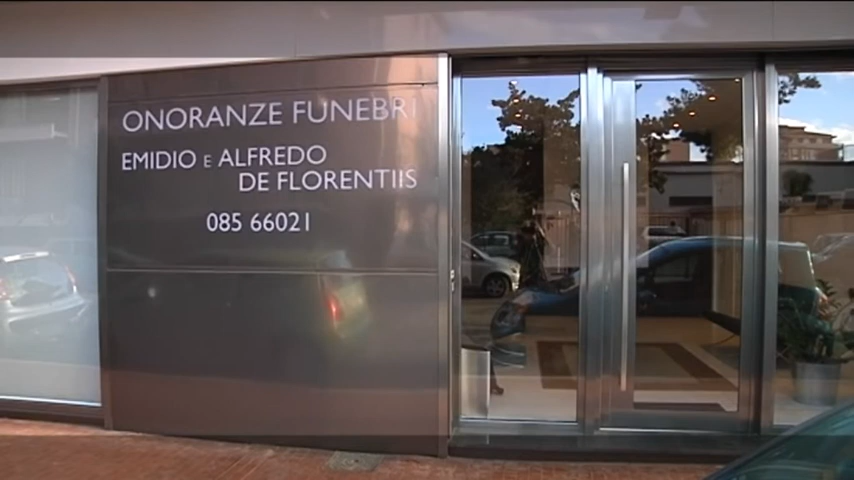 ONORANZE FUNEBRI
EMIDIO E ALFREDO
DE FLORENTIIS
085 66021